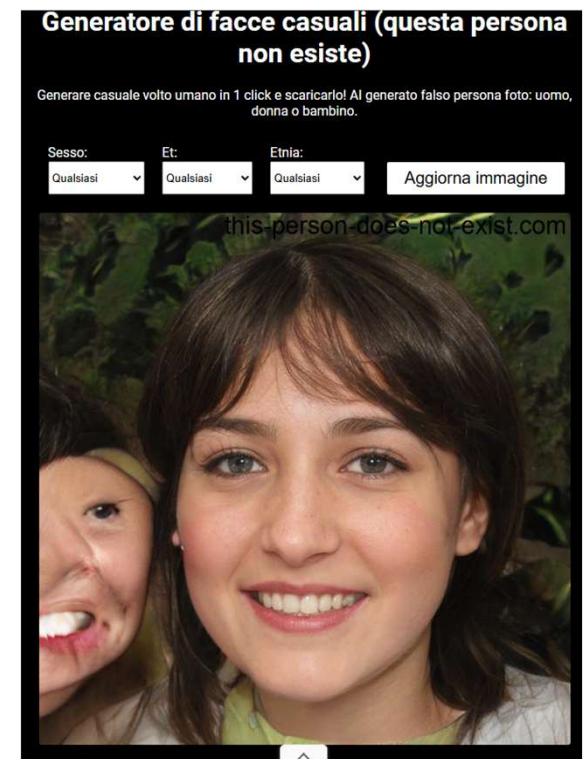 Generatore di facce casuali (questa persona
non esiste)
Generare casuale volto umano in 1 click e scaricarlo! AI generato falso persona foto: uomo,
donna o bambino.
Sesso: Et: Etnia:
Qualsiasi Qualsiasi Qualsiasi Aggiorna immagine
this-person-does-not-exist.com